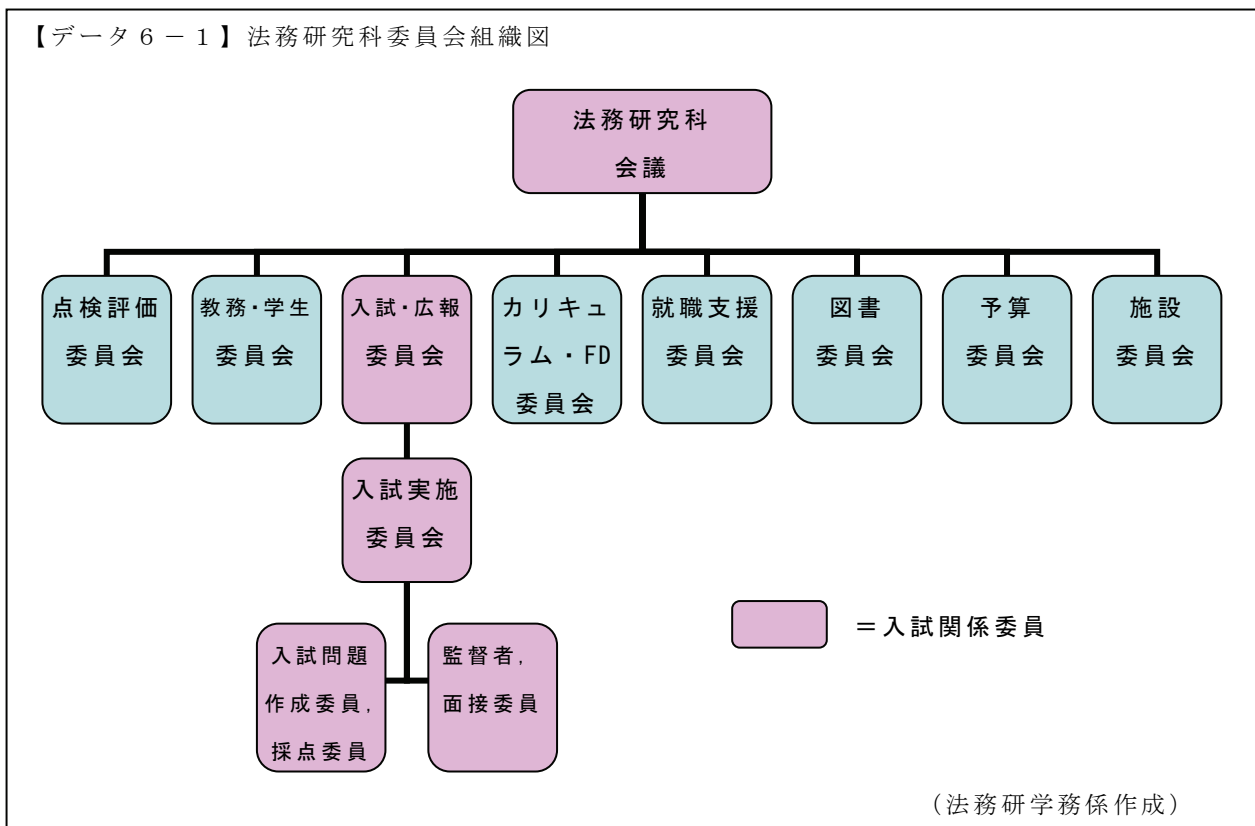 【データ6－1】法務研究科委員会組織図
法務研究科
会議
点検評価
委員会
教務・学生
委員会
入試・広報
委員会
カリキュ
ラム・FD
委員会
就職支援
委員会
図書
委員会
予算
委員会
施設
委員会
入試実施
委員会
入試問題
作成委員，
採点委員
監督者，
面接委員
＝入試関係委員
（法務研学務係作成）